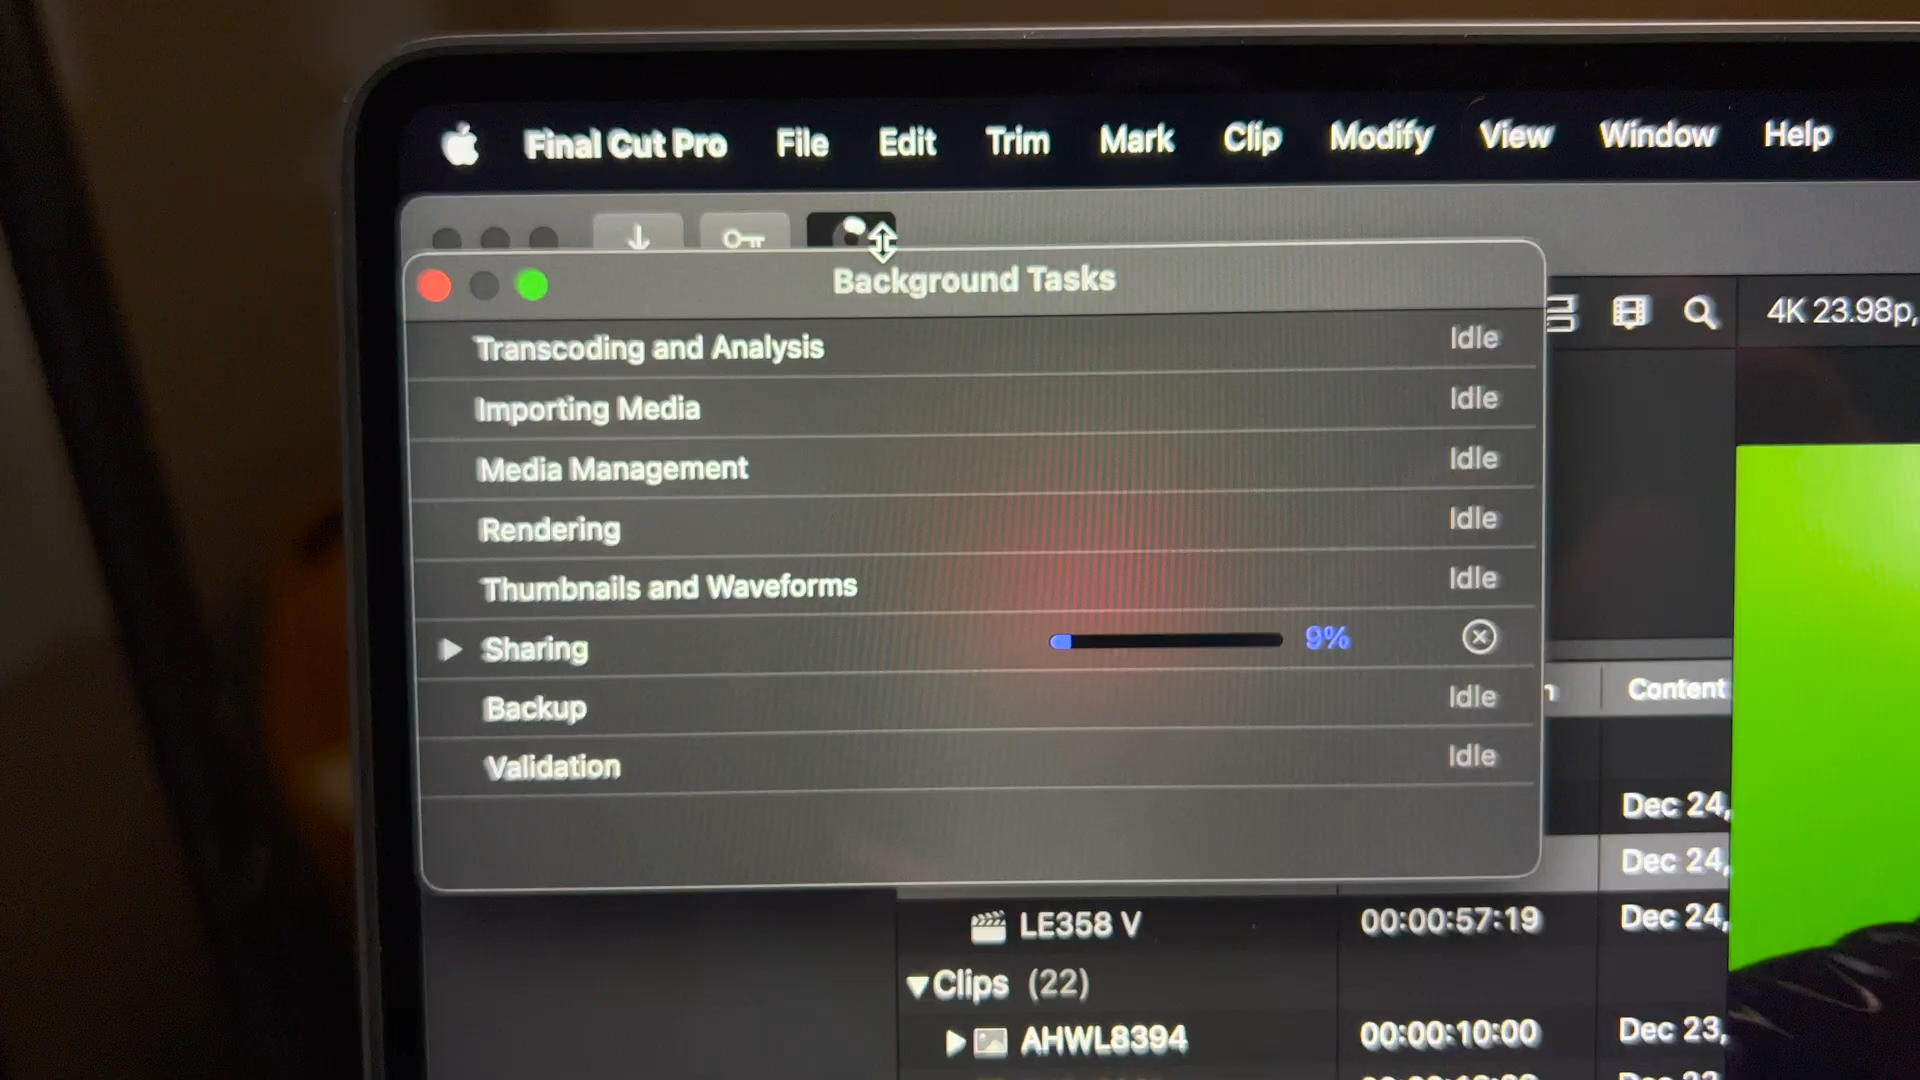 Final Cut Pro File Edit Trim Mark Clip Modify View Window Help
Background Tasks
4K 23.98p,
Transcoding and Analysis Idle
Importing Media Idle
Media Management Idle
Rendering Idle
Thumbnails and Waveforms Idle
Sharing 9%
Content
Backup Idle
Validation Idle
Dec 24,
Dec 24,
LE358 V 00:00:57:19 Dec 24,
Clips (22)
AHWL8394 00:00:10:00 Dec 23,